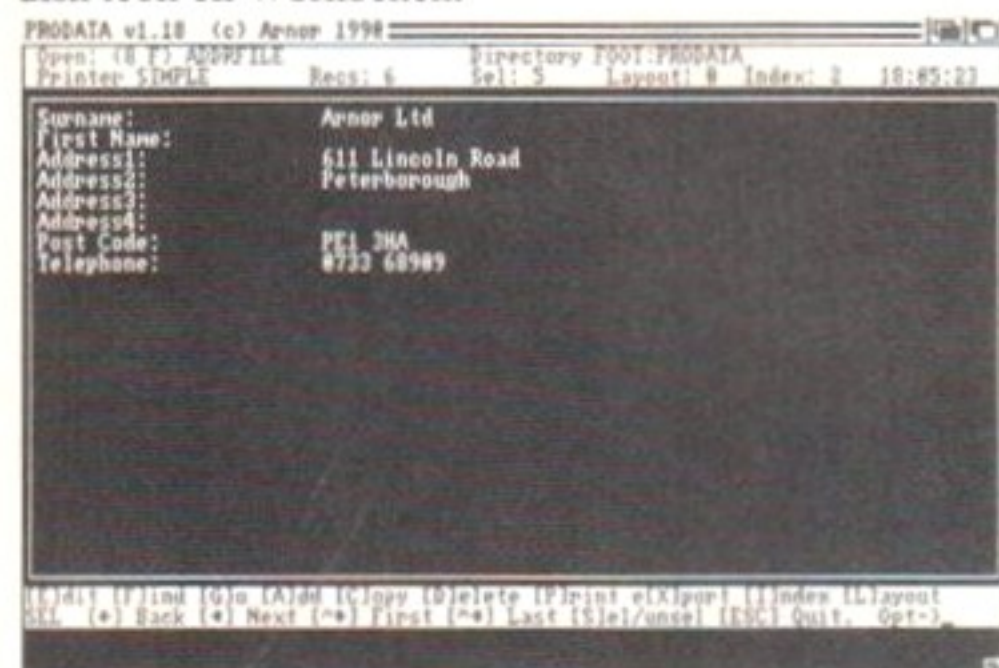 PRODATA v1.18 (c) Arnor 1990
Open: (8 F) ADDRFILE Directory FOOT:PRODATA
Printer SIMPLE Recs: 6 Sel: 5 Layout: 0 Index: 2 18:05:23
Surname: Arnor Ltd
First Name:
Address1: 611 Lincoln Road
Address2: Peterborough
Address3:
Address4:
Post Code: PE1 3HA
Telephone: 0733 68909
[E]dit [F]ind [G]o [A]dd [C]opy [D]elete [P]rint e[X]port [I]ndex [L]ayout
SEL Back Next First Last [S]el/unsel [ESC] Quit. Opt->